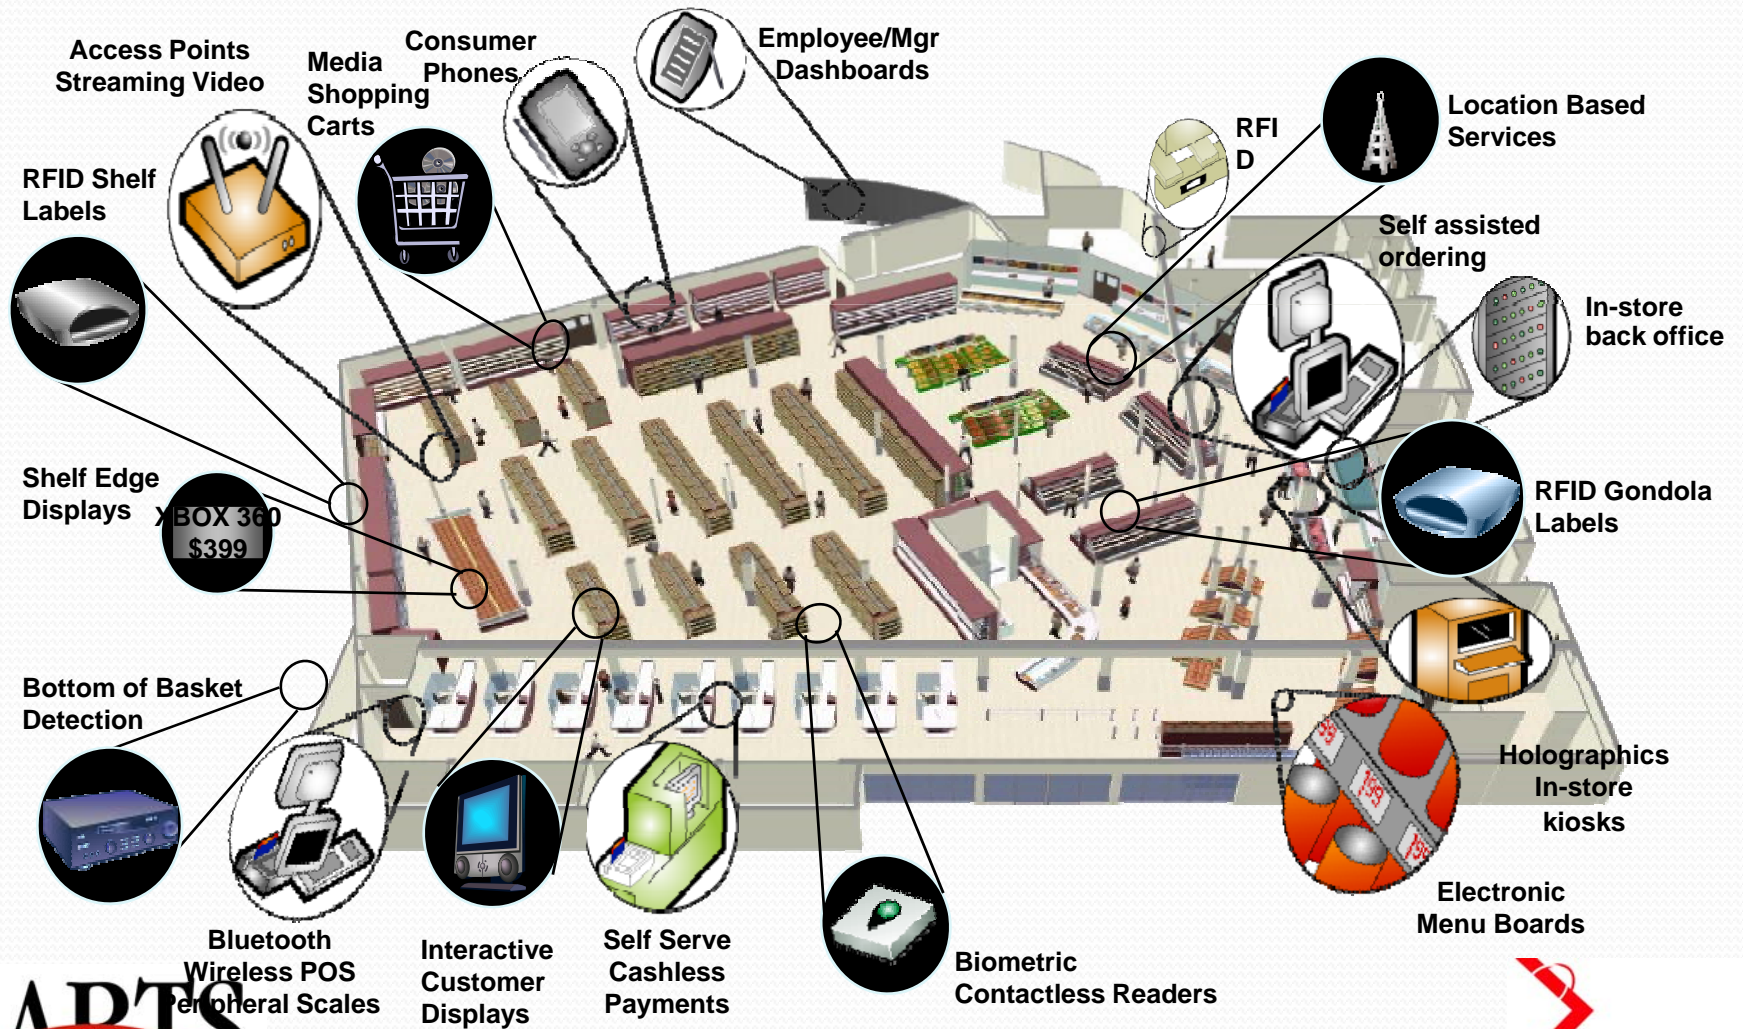 Access Points
Streaming Video
Media
Shopping
Carts
Consumer
Phones
Employee/Mgr
Dashboards
RFI
D
Location Based
Services
RFID Shelf
Labels
Self assisted
ordering
In-store
back office
Shelf Edge
Displays
XBOX 360
$399
RFID Gondola
Labels
Bottom of Basket
Detection
Holographics
In-store
kiosks
199
199
Electronic
Menu Boards
Bluetooth
Wireless POS
Peripheral Scales
Interactive
Customer
Displays
Self Serve
Cashless
Payments
Biometric
Contactless Readers
ARTS